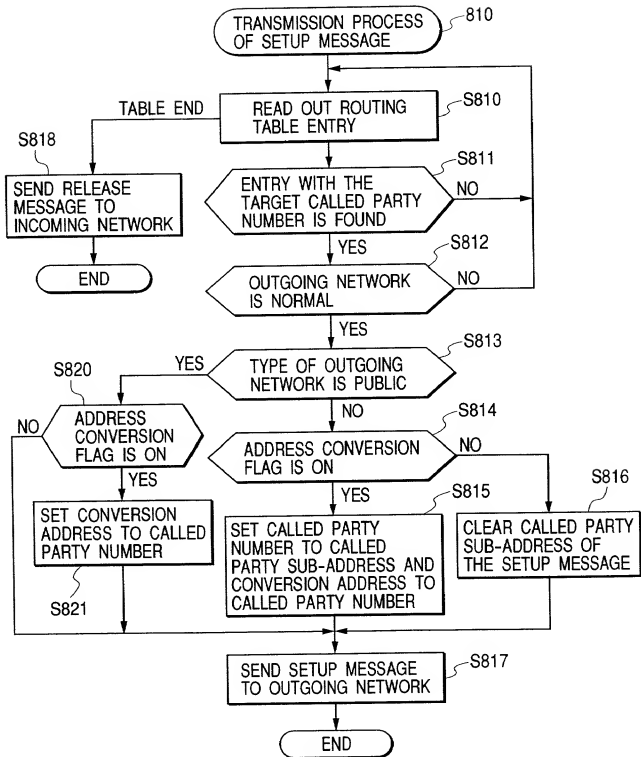 TRANSMISSION PROCESS
OF SETUP MESSAGE
810
TABLE END
READ OUT ROUTING
TABLE ENTRY
S810
S818
SEND RELEASE
MESSAGE TO
INCOMING NETWORK
END
S811
ENTRY WITH THE
TARGET CALLED PARTY
NUMBER IS FOUND
NO
YES
S812
OUTGOING NETWORK
IS NORMAL
NO
YES
S813
TYPE OF OUTGOING
NETWORK IS PUBLIC
YES
NO
S820
NO
ADDRESS
CONVERSION
FLAG IS ON
YES
S814
ADDRESS CONVERSION
FLAG IS ON
NO
YES
SET CONVERSION
ADDRESS TO CALLED
PARTY NUMBER
S821
S815
SET CALLED PARTY
NUMBER TO CALLED
PARTY SUB-ADDRESS AND
CONVERSION ADDRESS TO
CALLED PARTY NUMBER
S816
CLEAR CALLED PARTY
SUB-ADDRESS OF
THE SETUP MESSAGE
S817
SEND SETUP MESSAGE
TO OUTGOING NETWORK
END